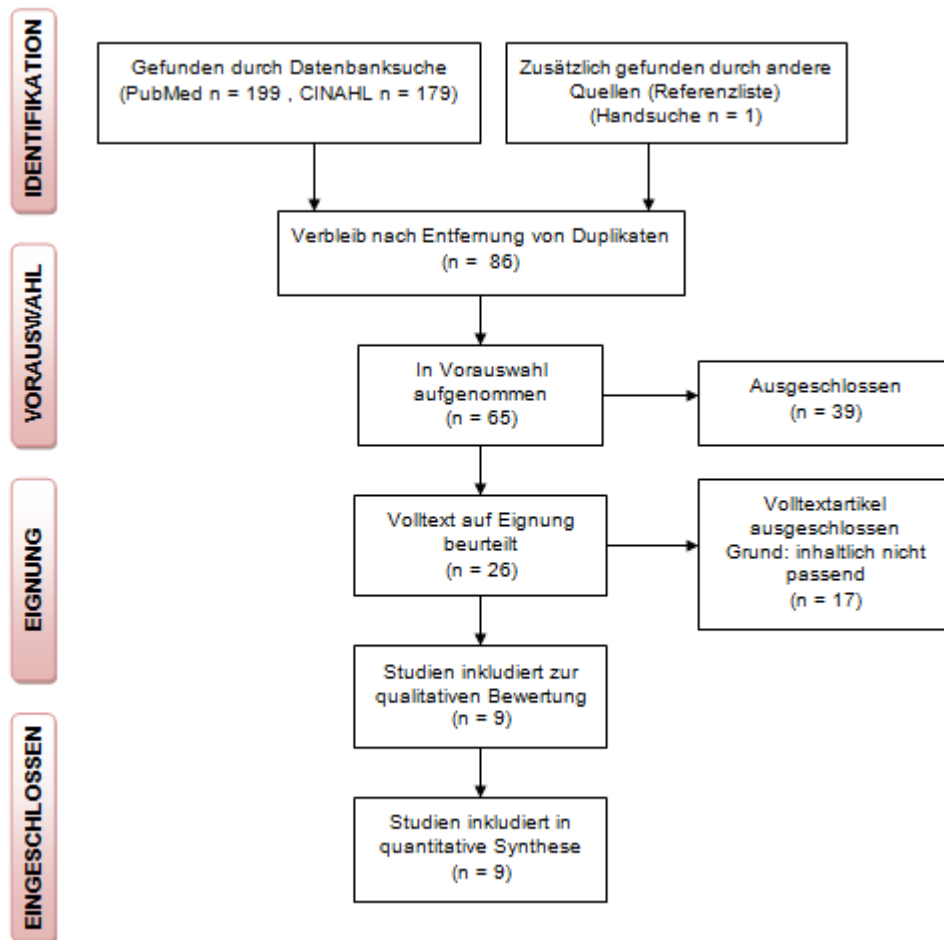 IDENTIFIKATION
Gefunden durch Datenbanksuche
(PubMed n = 199 , CINAHL n = 179)
Zusätzlich gefunden durch andere
Quellen (Referenzliste)
(Handsuche n = 1)
Verbleib nach Entfernung von Duplikaten
(n = 86)
VORAUSWAHL
In Vorauswahl
aufgenommen
(n = 65)
Ausgeschlossen
(n = 39)
EIGNUNG
Volltext auf Eignung
beurteilt
(n = 26)
Volltextartikel
ausgeschlossen
Grund: inhaltlich nicht
passend
(n = 17)
Studien inkludiert zur
qualitativen Bewertung
(n = 9)
EINGESCHLOSSEN
Studien inkludiert in
quantitative Synthese
(n = 9)